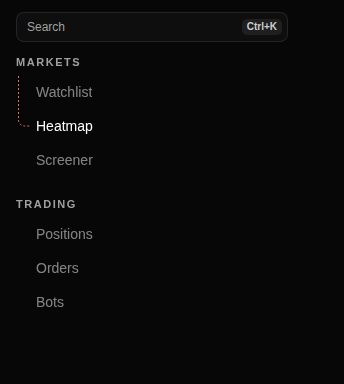 Search Ctrl+K
MARKETS
Watchlist
Heatmap
Screener
TRADING
Positions
Orders
Bots